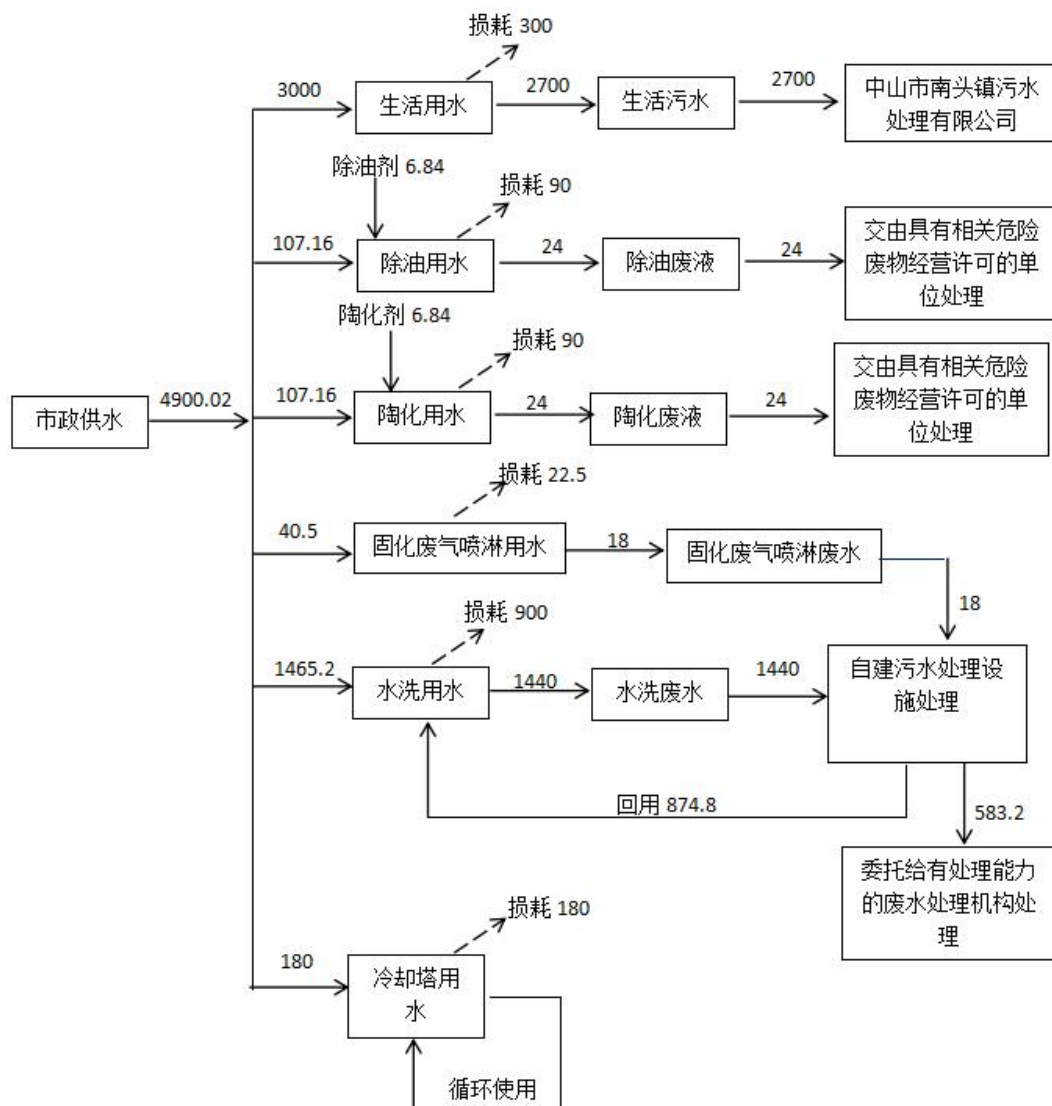 损耗 300
3000
生活用水
2700
生活污水
2700
中山市南头镇污水
处理有限公司
除油剂 6.84
损耗 90
107.16
除油用水
24
除油废液
24
交由具有相关危险
废物经营许可的单
位处理
陶化剂 6.84
损耗 90
市政供水
4900.02
107.16
陶化用水
24
陶化废液
24
交由具有相关危险
废物经营许可的单
位处理
损耗 22.5
40.5
固化废气喷淋用水
18
固化废气喷淋废水
18
损耗 900
1465.2
水洗用水
1440
水洗废水
1440
自建污水处理设
施处理
回用 874.8
583.2
委托给有处理能力
的废水处理机构处
理
损耗 180
180
冷却塔用
水
循环使用